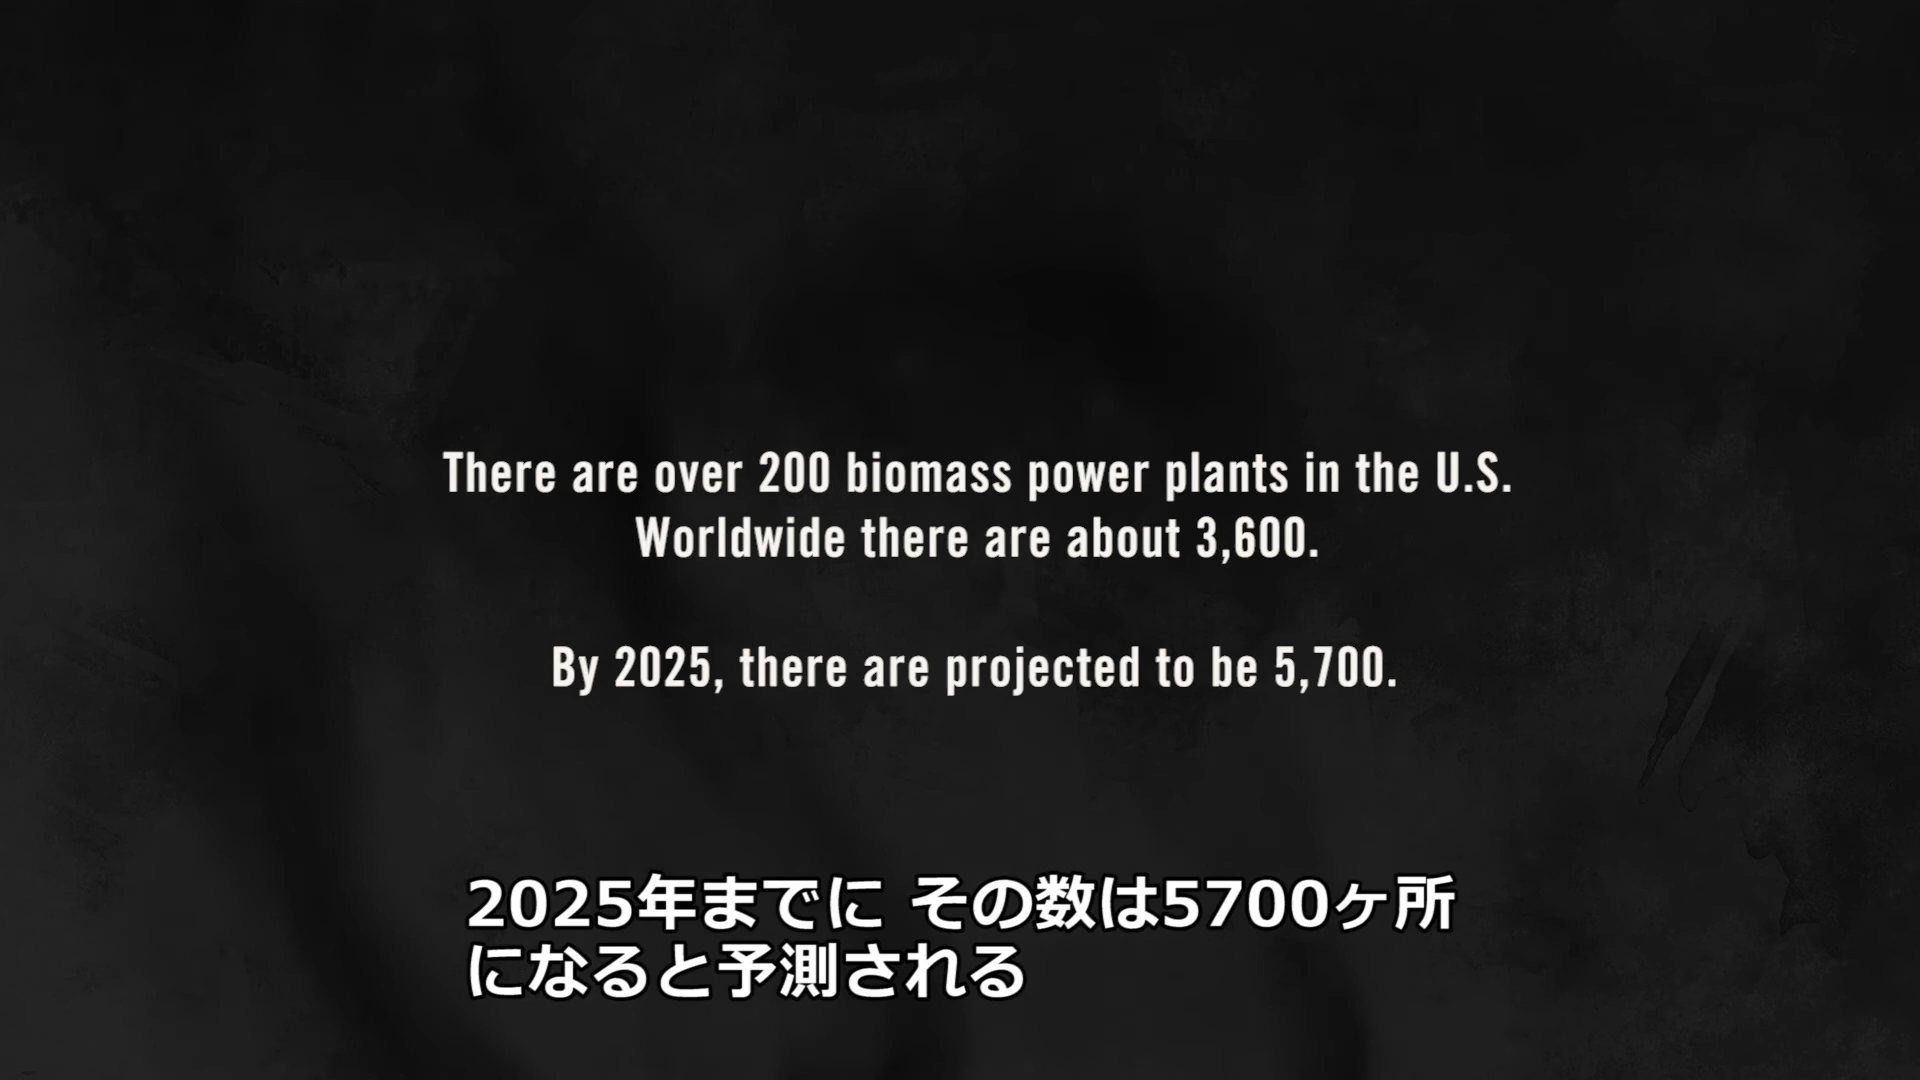 There are over 200 biomass power plants in the U.S.
Worldwide there are about 3,600.
By 2025, there are projected to be 5,700.
2025年までに その数は5700ヶ所
になると予測される